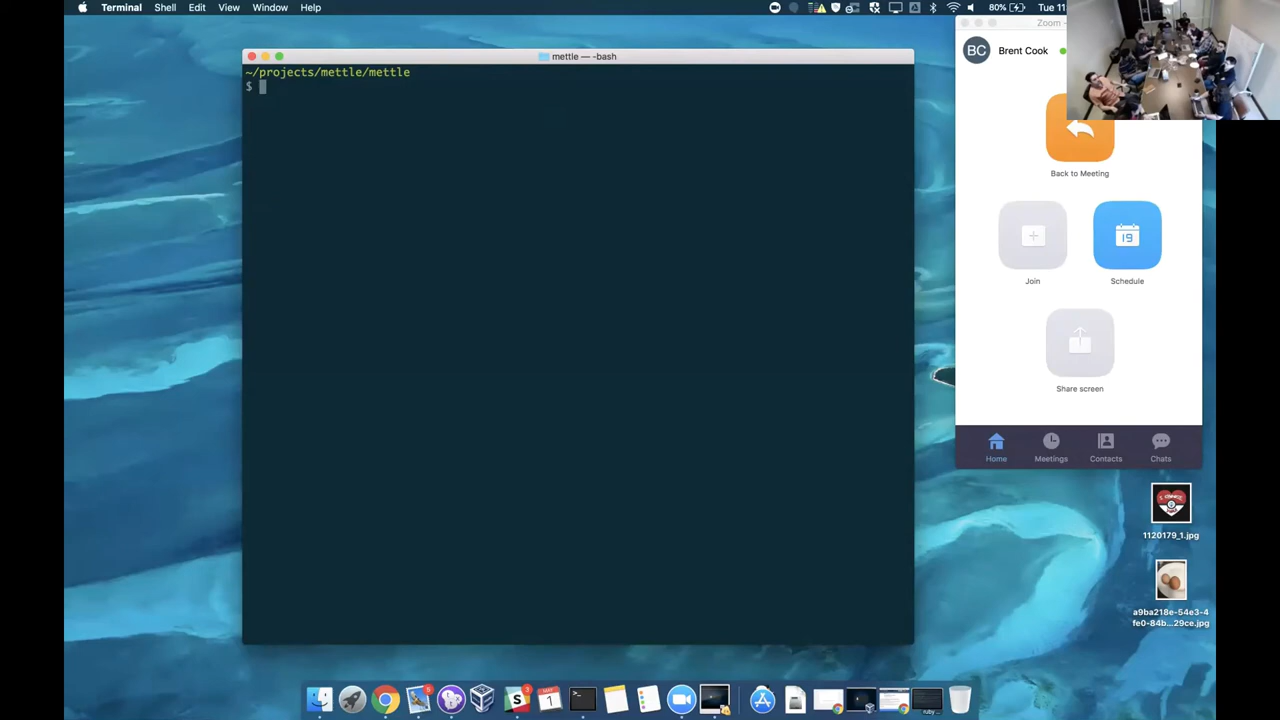 Terminal Shell Edit View Window Help
80%
Tue 11
mettle — -bash
~/projects/mettle/mettle
$
Zoom -
BC Brent Cook
Back to Meeting
19
Join Schedule
Share screen
Home Meetings Contacts Chats
1120179_1.jpg
a9ba218e-54e3-4
fe0-84b...29ce.jpg